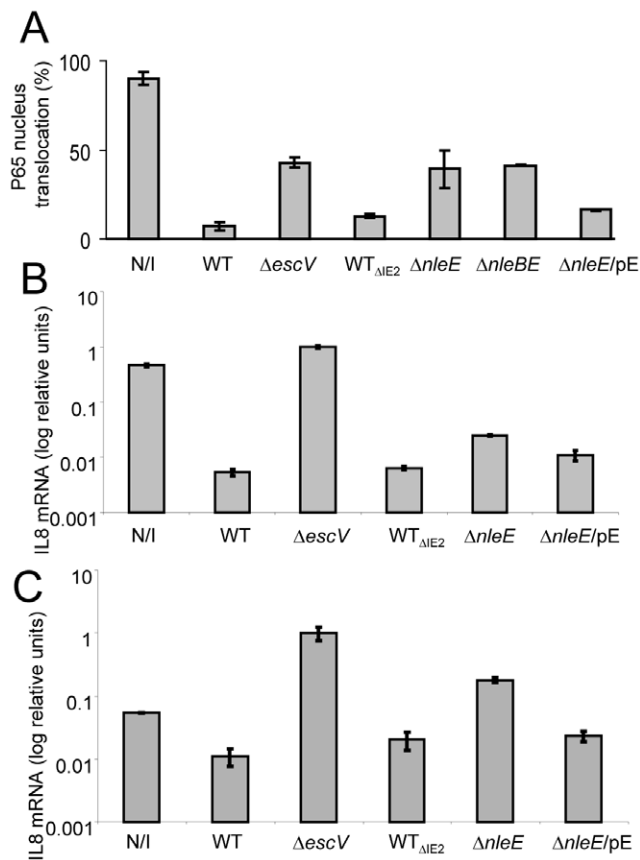 A
P65 nucleus
translocation (%)
100
50
0
N/I WT ΔescV WTΔIE2 ΔnleE ΔnleBE ΔnleE/pE
B
IL8 mRNA (log relative units)
10
1
0.1
0.01
0.001
N/I WT ΔescV WTΔIE2 ΔnleE ΔnleE/pE
C
IL8 mRNA (log relative units)
10
1
0.1
0.01
0.001
N/I WT ΔescV WTΔIE2 ΔnleE ΔnleE/pE